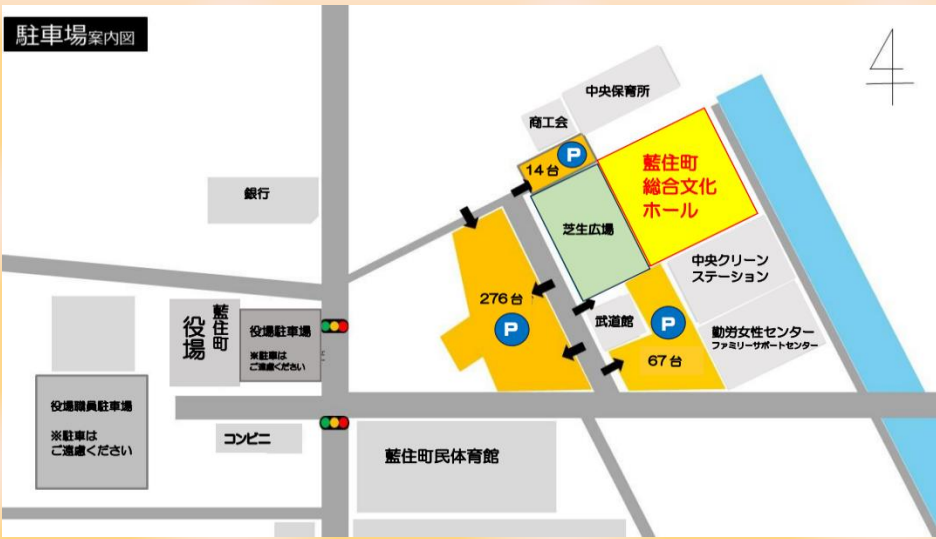 駐車場案内図
中央保育所
商工会
P
14台
藍住町
総合文化
ホール
銀行
芝生広場
中央クリーン
ステーション
276台
P
藍住町
役場
役場駐車場
※駐車は
ご遠慮ください
武道館
P
67台
勤労女性センター
ファミリーサポートセンター
役場職員駐車場
※駐車は
ご遠慮ください
コンビニ
藍住町民体育館